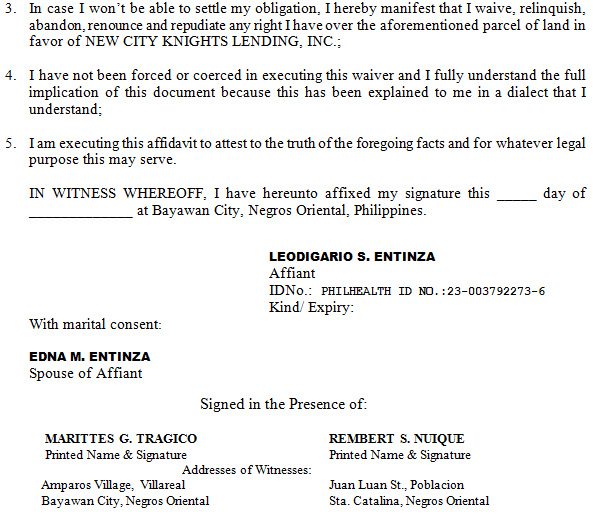 3. In case I won't be able to settle my obligation, I hereby manifest that I waive, relinquish,
abandon, renounce and repudiate any right I have over the aforementioned parcel of land in
favor of NEW CITY KNIGHTS LENDING, INC.;
4. I have not been forced or coerced in executing this waiver and I fully understand the full
implication of this document because this has been explained to me in a dialect that I
understand;
5. I am executing this affidavit to attest to the truth of the foregoing facts and for whatever legal
purpose this may serve.
IN WITNESS WHEREOFF, I have hereunto affixed my signature this _____ day of
_____________ at Bayawan City, Negros Oriental, Philippines.
LEODIGARIO S. ENTINZA
Affiant
IDNo.: PHILHEALTH ID NO.:23-003792273-6
Kind/ Expiry:
With marital consent:
EDNA M. ENTINZA
Spouse of Affiant
Signed in the Presence of:
MARITTES G. TRAGICO REMBERT S. NUIQUE
Printed Name & Signature Printed Name & Signature
Addresses of Witnesses:
Amparos Village, Villareal Juan Luan St., Poblacion
Bayawan City, Negros Oriental Sta. Catalina, Negros Oriental